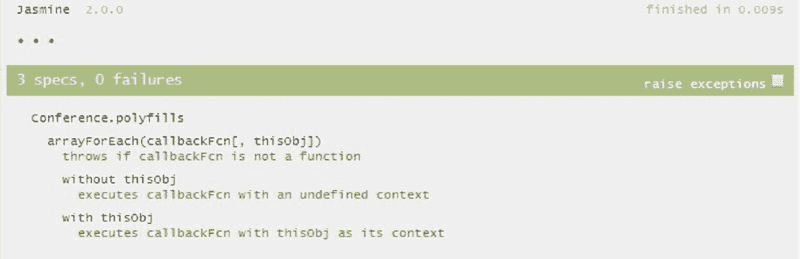 Jasmine 2.0.0 finished in 0.009s
• • •
3 specs, 0 failures raise exceptions
Conference.polyfills
arrayForEach(callbackFcn[, thisObj])
throws if callbackFcn is not a function
without thisObj
executes callbackFcn with an undefined context
with thisObj
executes callbackFcn with thisObj as its context